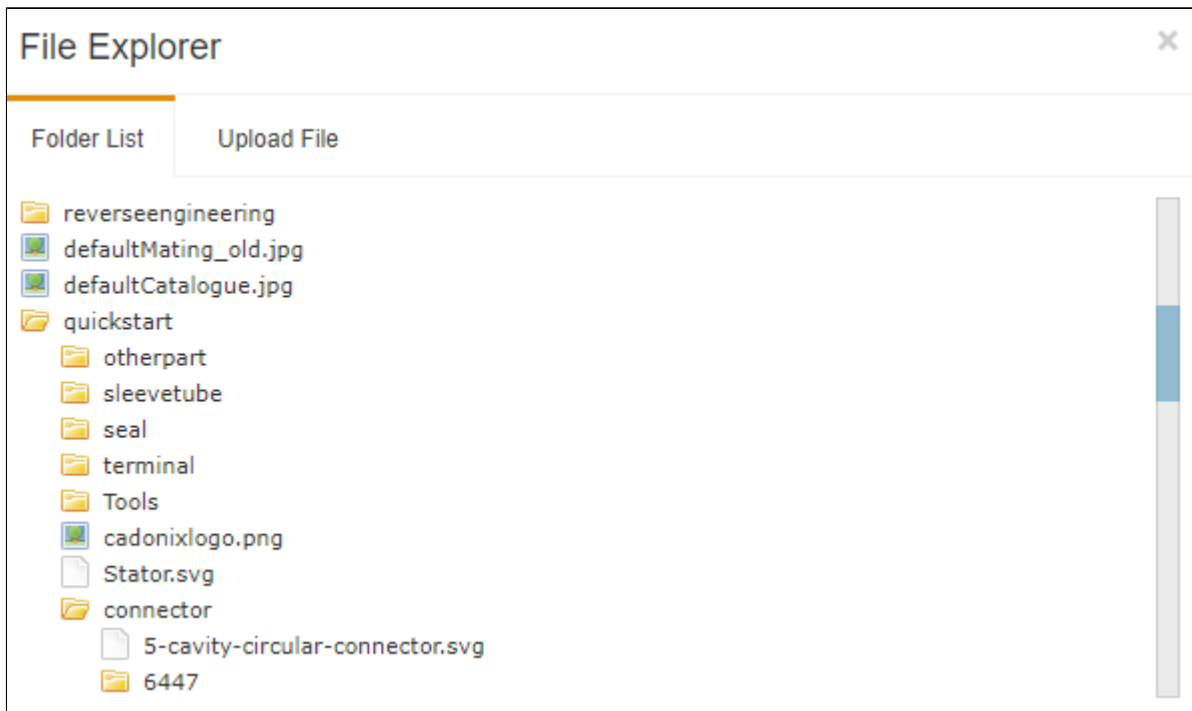 File Explorer
Folder List Upload File
reverseengineering
defaultMating_old.jpg
defaultCatalogue.jpg
quickstart
otherpart
sleevetube
seal
terminal
Tools
cadonixlogo.png
Stator.svg
connector
5-cavity-circular-connector.svg
6447